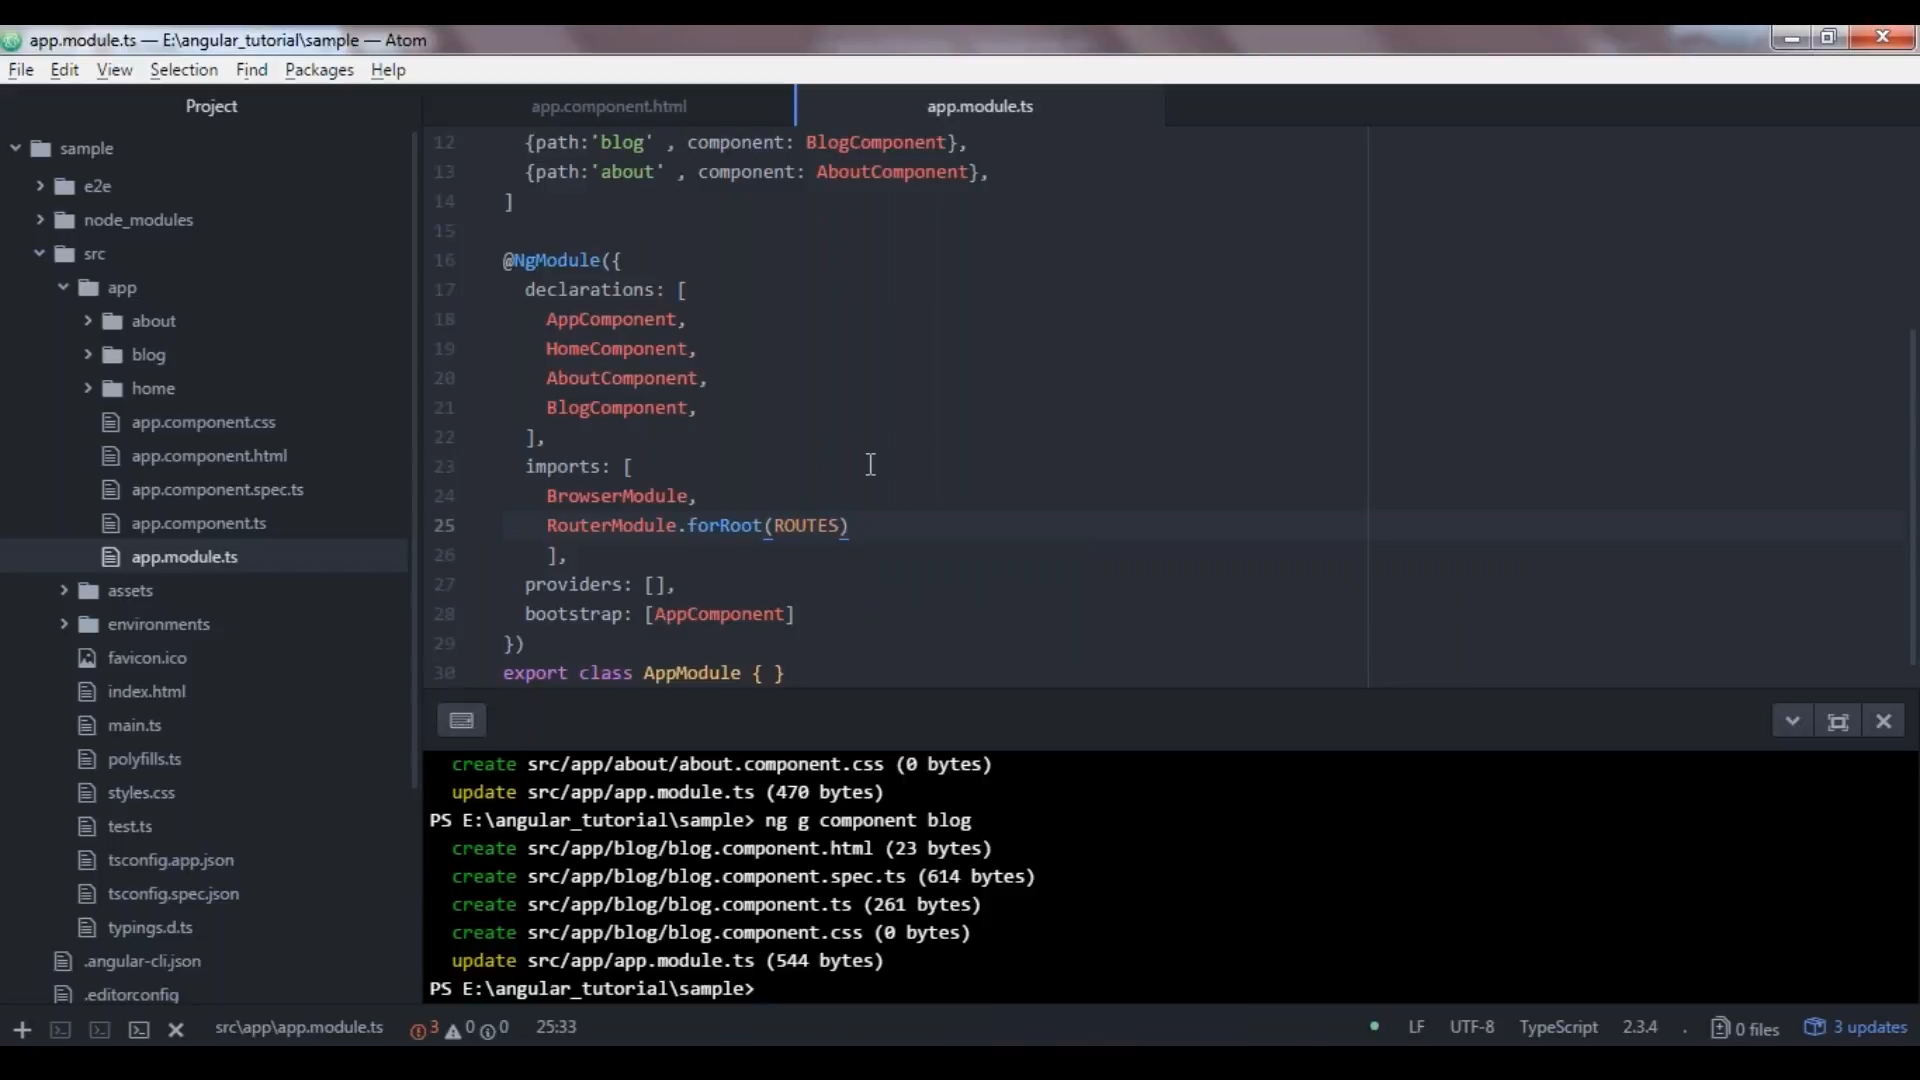 app.module.ts — E:\angular_tutorial\sample — Atom
File Edit View Selection Find Packages Help
Project
sample
e2e
node_modules
src
app
about
blog
home
app.component.css
app.component.html
app.component.spec.ts
app.component.ts
app.module.ts
assets
environments
favicon.ico
index.html
main.ts
polyfills.ts
styles.css
test.ts
tsconfig.app.json
tsconfig.spec.json
typings.d.ts
.angular-cli.json
.editorconfig
app.component.html app.module.ts
12 {path:'blog' , component: BlogComponent},
13 {path:'about' , component: AboutComponent},
14 ]
15
16 @NgModule({
17 declarations: [
18 AppComponent,
19 HomeComponent,
20 AboutComponent,
21 BlogComponent,
22 ],
23 imports: [
24 BrowserModule,
25 RouterModule.forRoot(ROUTES)
26 ],
27 providers: [],
28 bootstrap: [AppComponent]
29 })
30 export class AppModule { }
create src/app/about/about.component.css (0 bytes)
update src/app/app.module.ts (470 bytes)
PS E:\angular_tutorial\sample> ng g component blog
create src/app/blog/blog.component.html (23 bytes)
create src/app/blog/blog.component.spec.ts (614 bytes)
create src/app/blog/blog.component.ts (261 bytes)
create src/app/blog/blog.component.css (0 bytes)
update src/app/app.module.ts (544 bytes)
PS E:\angular_tutorial\sample>
src\app\app.module.ts 3 0 0 25:33 LF UTF-8 TypeScript 2.3.4 . 0 files 3 updates